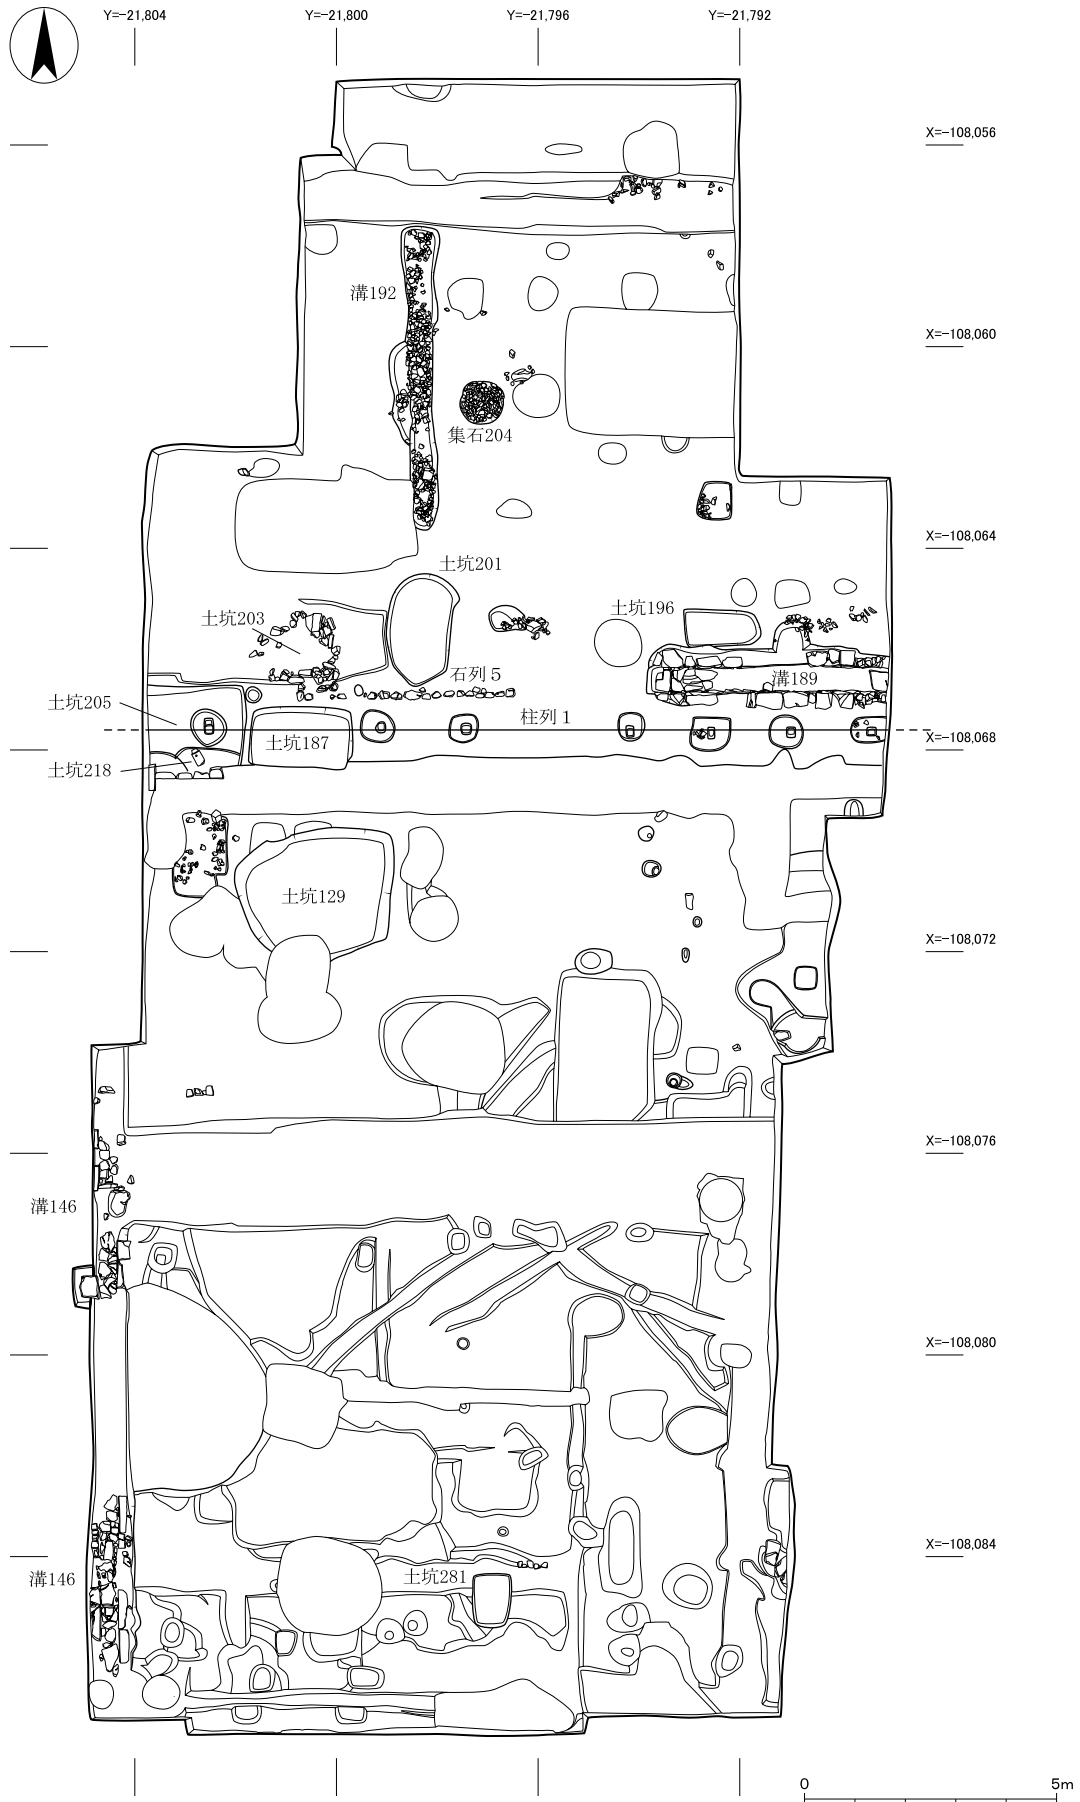 Y=-21,804
Y=-21,800
Y=-21,796
Y=-21,792
X=-108,056
溝192
X=-108,060
集石204
X=-108,064
土坑201
土坑196
土坑203
石列５
溝189
土坑205
柱列１
X=-108,068
土坑187
土坑218
土坑129
X=-108,072
X=-108,076
溝146
X=-108,080
X=-108,084
土坑281
溝146
0
5m